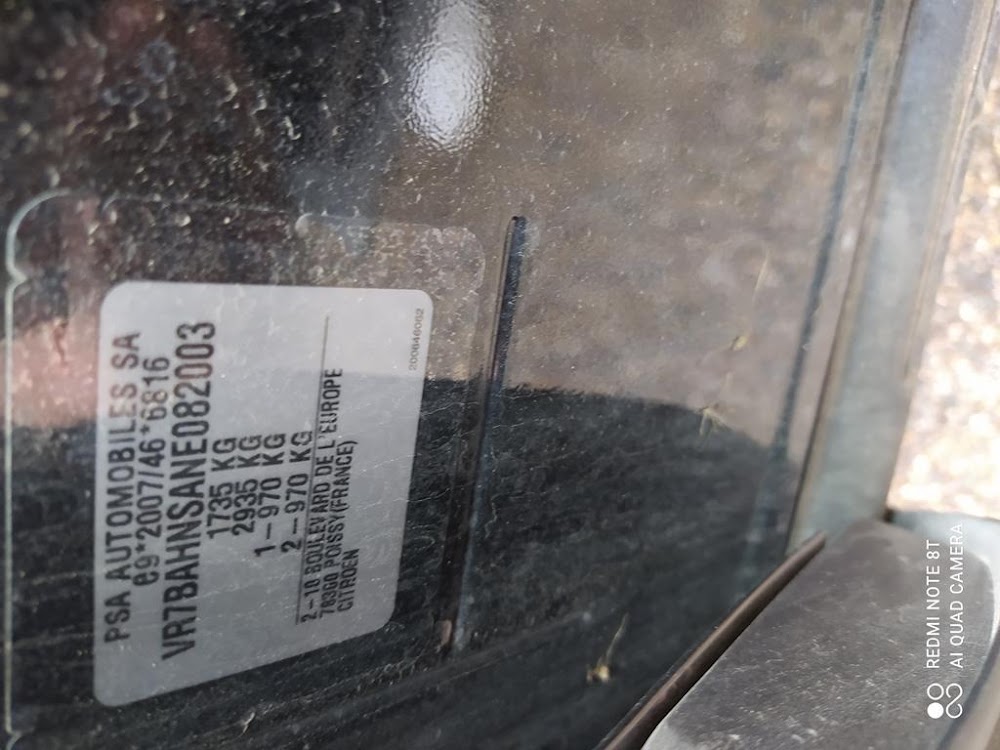 PSA AUTOMOBILES SA
e9*2007/46*6816
VR7BAHNSANE082003
1735 KG
2935 KG
1-970 KG
2-970 KG
2-10 BOULEVARD DE L'EUROPE
78300 POISSY(FRANCE)
CITROEN
200846062
REDMI NOTE 8T
AI QUAD CAMERA